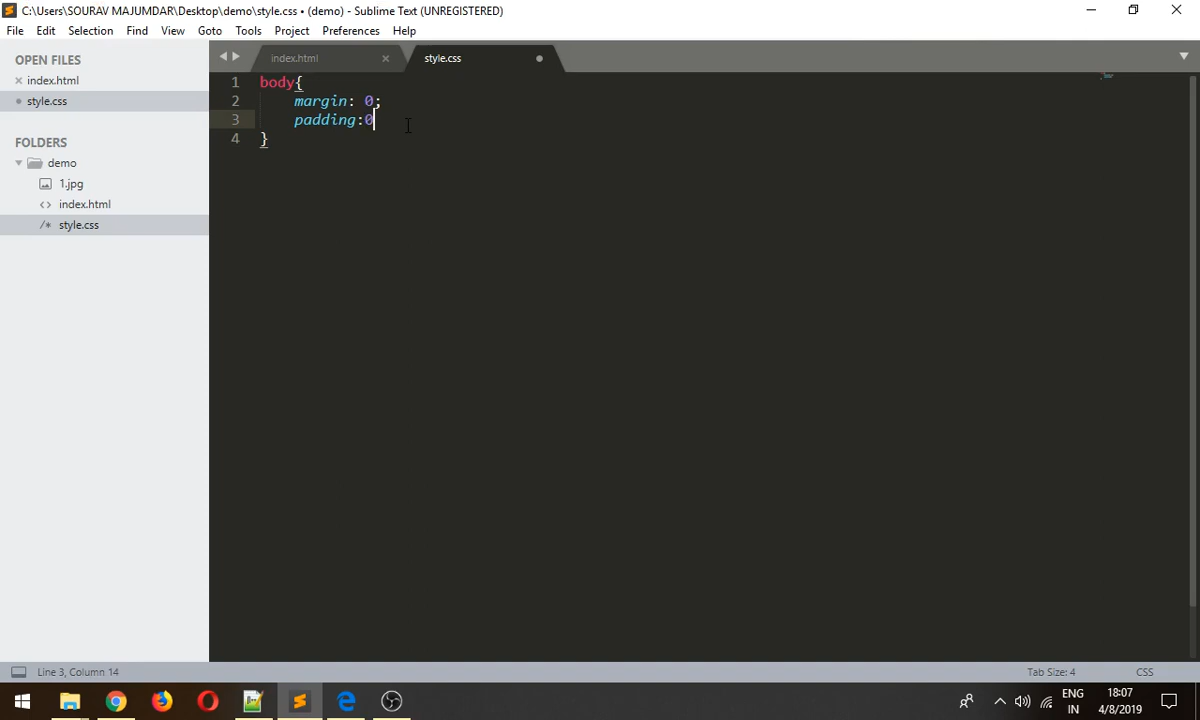 C:\Users\SOURAV MAJUMDAR\Desktop\demo\style.css • (demo) - Sublime Text (UNREGISTERED)
File Edit Selection Find View Goto Tools Project Preferences Help
OPEN FILES
index.html
style.css
FOLDERS
demo
1.jpg
<> index.html
/* style.css
index.html
style.css
1 body{
2 margin: 0;
3 padding:0
4 }
Line 3, Column 14
Tab Size: 4
CSS
ENG
IN
18:07
4/8/2019